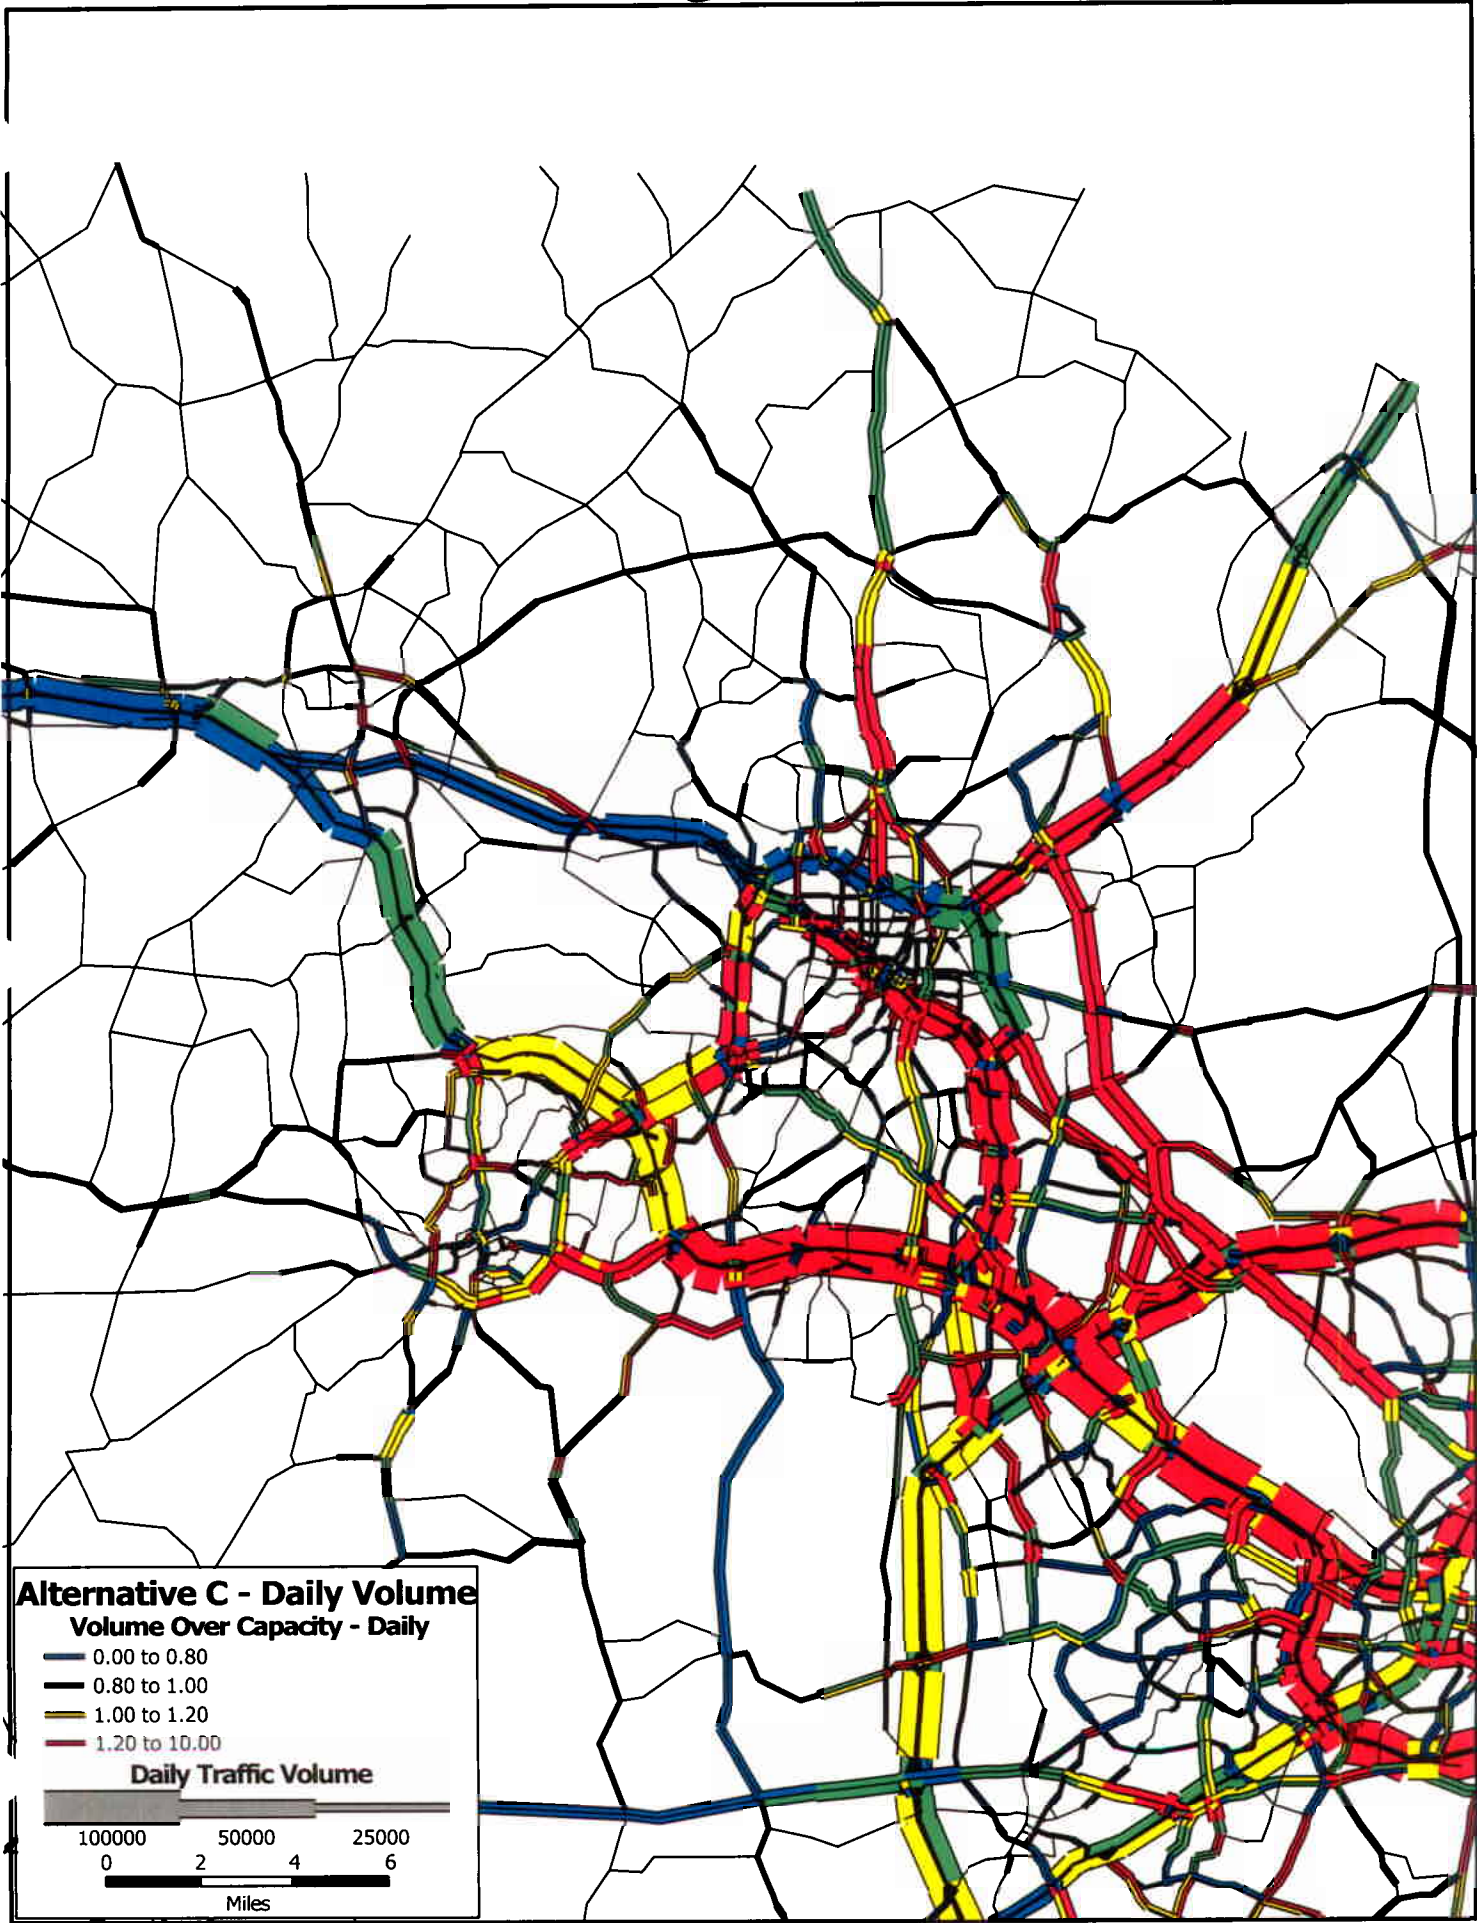 Alternative C - Daily Volume
Volume Over Capacity - Daily
0.00 to 0.80
0.80 to 1.00
1.00 to 1.20
1.20 to 10.00
Daily Traffic Volume
100000 50000 25000
0 2 4 6
Miles